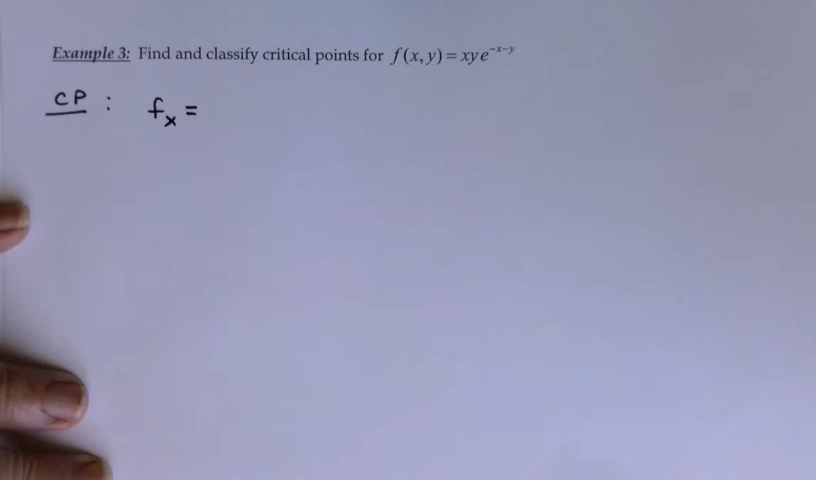 Example 3: Find and classify critical points for f(x, y) = xye^{-x-y}
CP : f_x =